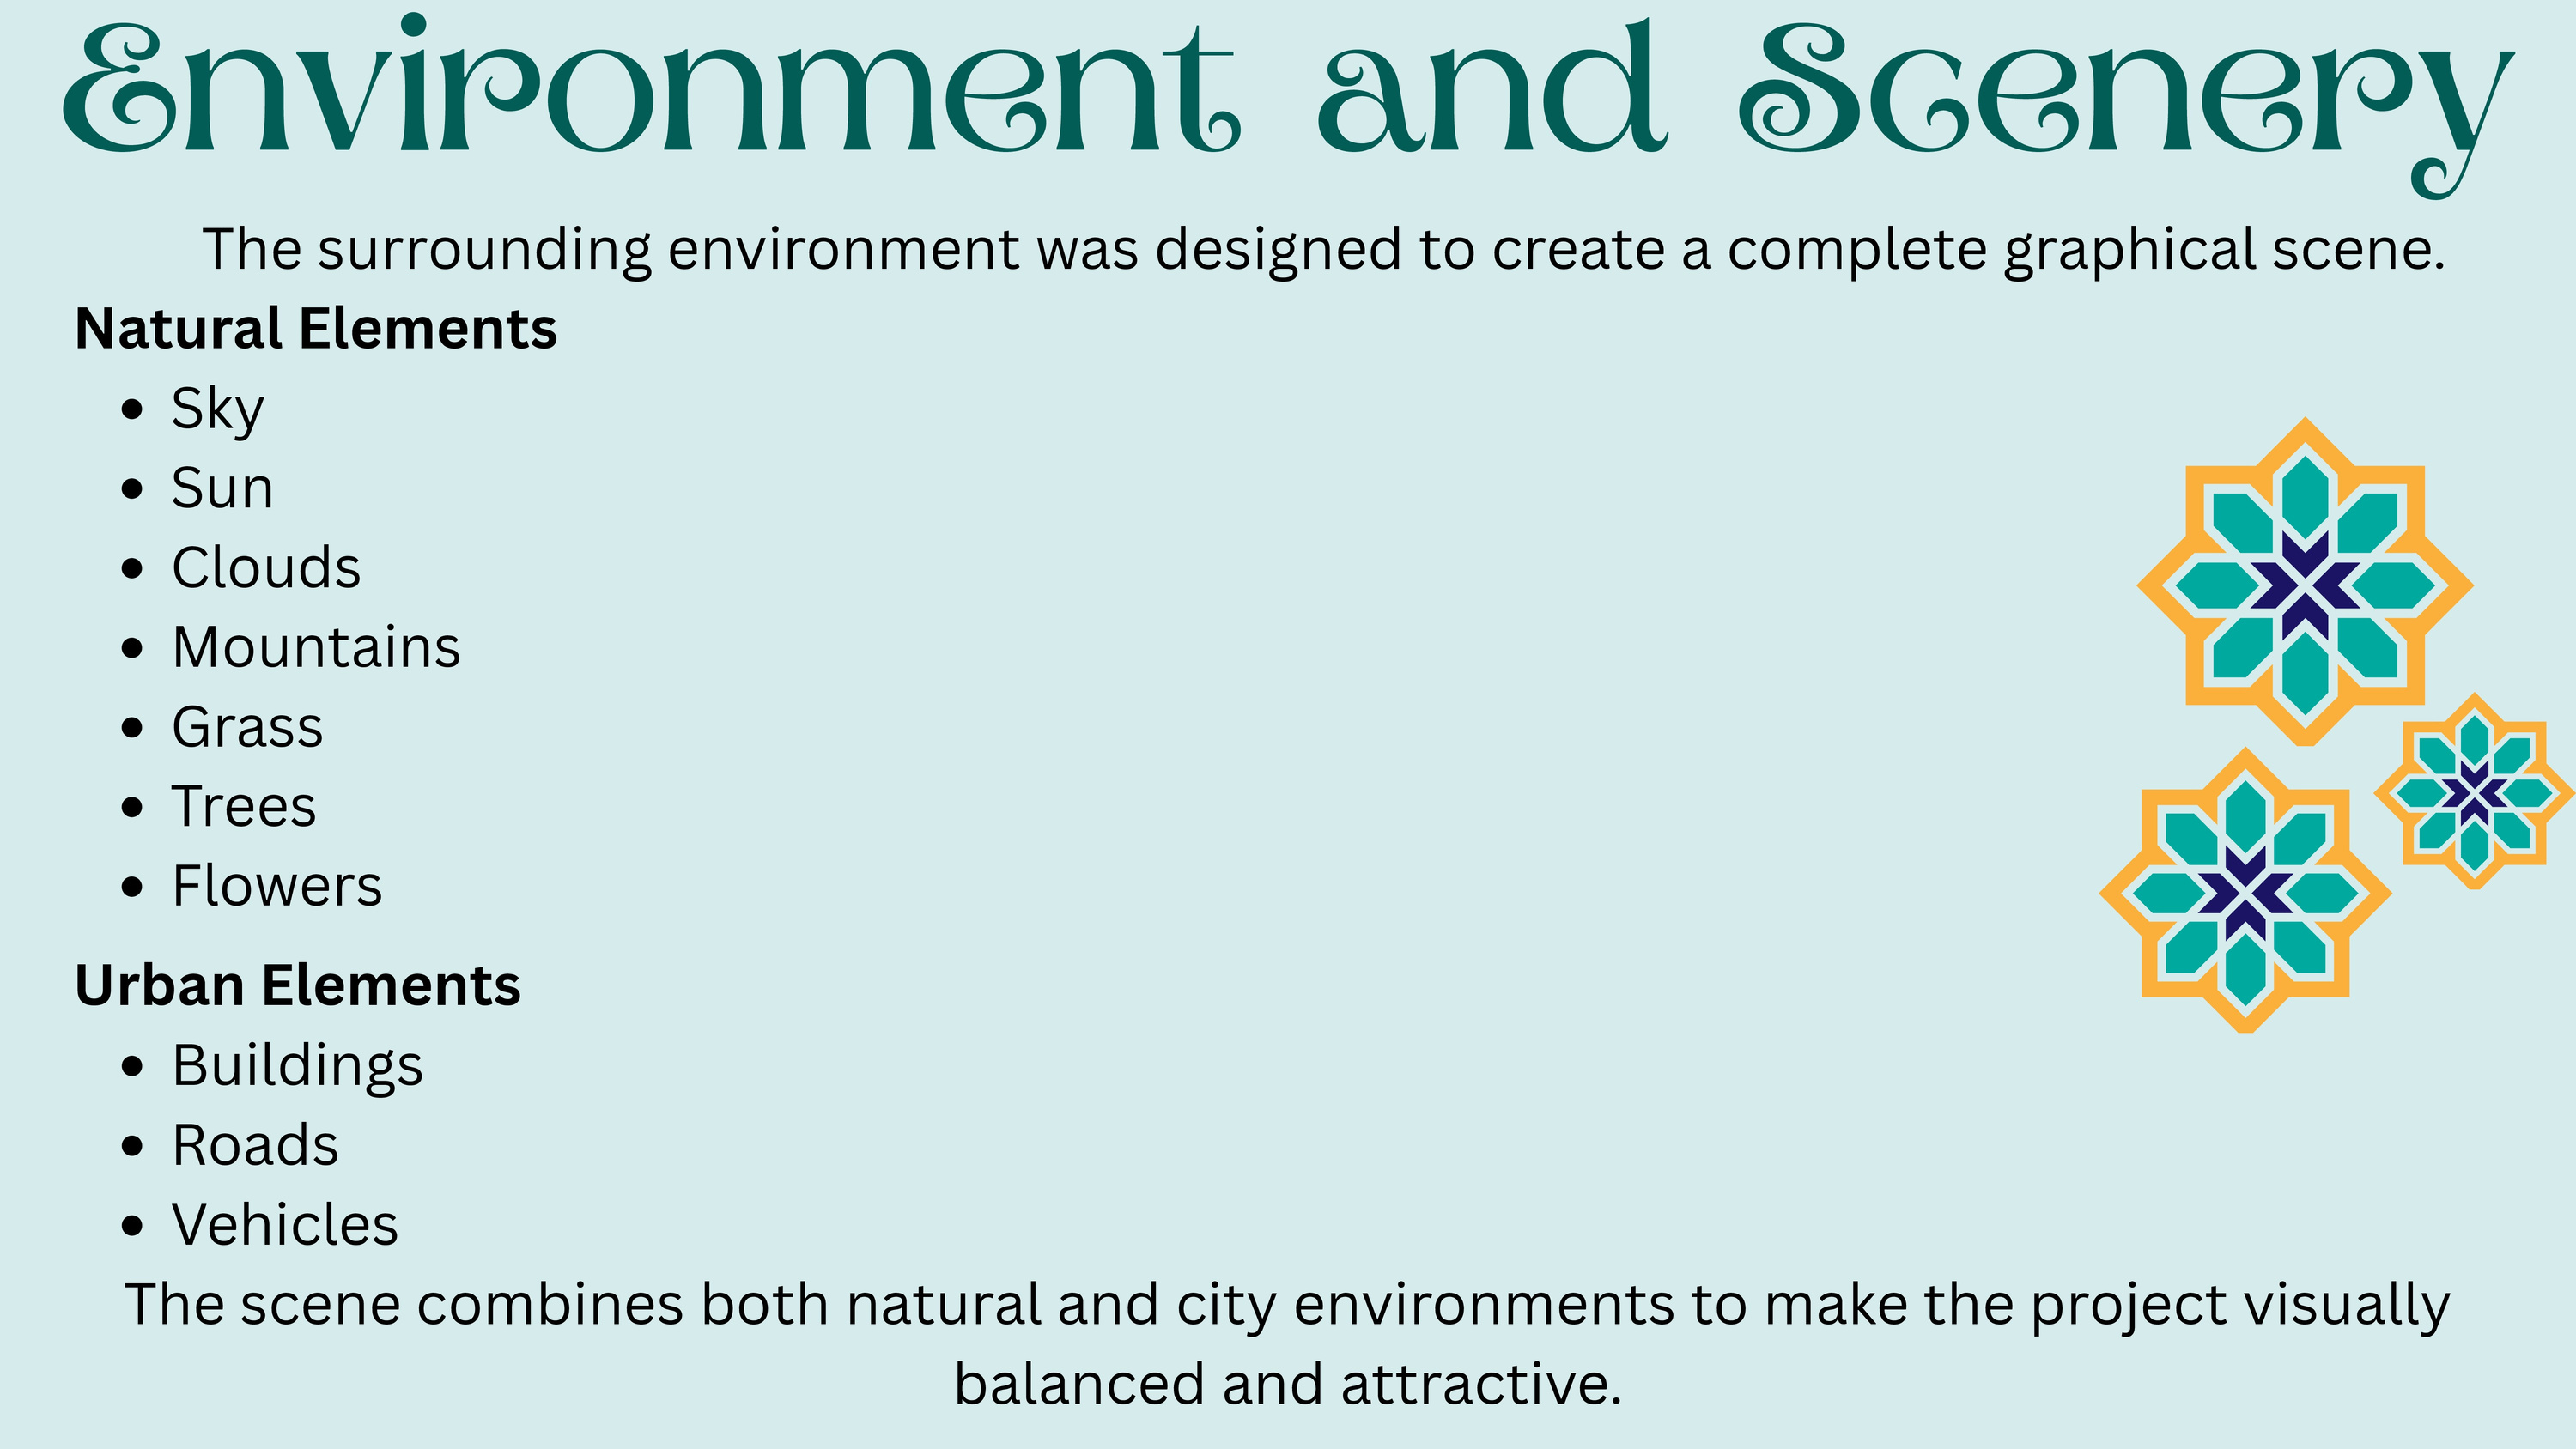 Environment and Scenery
The surrounding environment was designed to create a complete graphical scene.
Natural Elements
• Sky
• Sun
• Clouds
• Mountains
• Grass
• Trees
• Flowers
Urban Elements
• Buildings
• Roads
• Vehicles
The scene combines both natural and city environments to make the project visually
balanced and attractive.